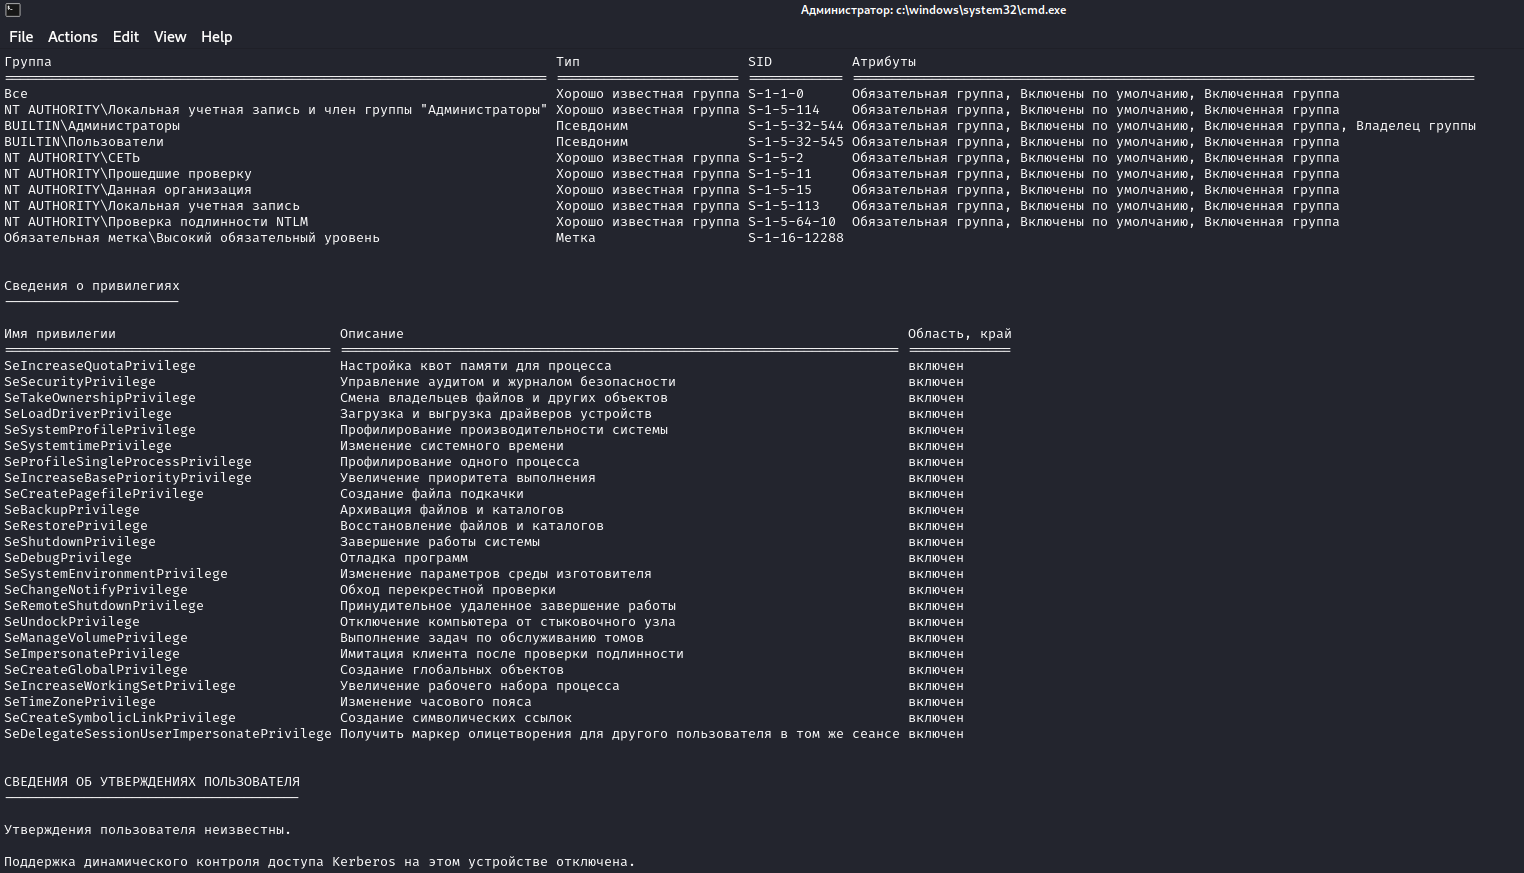 Администратор: c:\windows\system32\cmd.exe
File Actions Edit View Help
Группа Тип SID Атрибуты
Все Хорошо известная группа S-1-1-0 Обязательная группа, Включены по умолчанию, Включенная группа
NT AUTHORITY\Локальная учетная запись и член группы "Администраторы" Хорошо известная группа S-1-5-114 Обязательная группа, Включены по умолчанию, Включенная группа
BUILTIN\Администраторы Псевдоним S-1-5-32-544 Обязательная группа, Включены по умолчанию, Включенная группа, Владелец группы
BUILTIN\Пользователи Псевдоним S-1-5-32-545 Обязательная группа, Включены по умолчанию, Включенная группа
NT AUTHORITY\СЕТЬ Хорошо известная группа S-1-5-2 Обязательная группа, Включены по умолчанию, Включенная группа
NT AUTHORITY\Прошедшие проверку Хорошо известная группа S-1-5-11 Обязательная группа, Включены по умолчанию, Включенная группа
NT AUTHORITY\Данная организация Хорошо известная группа S-1-5-15 Обязательная группа, Включены по умолчанию, Включенная группа
NT AUTHORITY\Локальная учетная запись Хорошо известная группа S-1-5-113 Обязательная группа, Включены по умолчанию, Включенная группа
NT AUTHORITY\Проверка подлинности NTLM Хорошо известная группа S-1-5-64-10 Обязательная группа, Включены по умолчанию, Включенная группа
Обязательная метка\Высокий обязательный уровень Метка S-1-16-12288
Сведения о привилегиях
Имя привилегии Описание Область, край
SeIncreaseQuotaPrivilege Настройка квот памяти для процесса включен
SeSecurityPrivilege Управление аудитом и журналом безопасности включен
SeTakeOwnershipPrivilege Смена владельцев файлов и других объектов включен
SeLoadDriverPrivilege Загрузка и выгрузка драйверов устройств включен
SeSystemProfilePrivilege Профилирование производительности системы включен
SeSystemtimePrivilege Изменение системного времени включен
SeProfileSingleProcessPrivilege Профилирование одного процесса включен
SeIncreaseBasePriorityPrivilege Увеличение приоритета выполнения включен
SeCreatePagefilePrivilege Создание файла подкачки включен
SeBackupPrivilege Архивация файлов и каталогов включен
SeRestorePrivilege Восстановление файлов и каталогов включен
SeShutdownPrivilege Завершение работы системы включен
SeDebugPrivilege Отладка программ включен
SeSystemEnvironmentPrivilege Изменение параметров среды изготовителя включен
SeChangeNotifyPrivilege Обход перекрестной проверки включен
SeRemoteShutdownPrivilege Принудительное удаленное завершение работы включен
SeUndockPrivilege Отключение компьютера от стыковочного узла включен
SeManageVolumePrivilege Выполнение задач по обслуживанию томов включен
SeImpersonatePrivilege Имитация клиента после проверки подлинности включен
SeCreateGlobalPrivilege Создание глобальных объектов включен
SeIncreaseWorkingSetPrivilege Увеличение рабочего набора процесса включен
SeTimeZonePrivilege Изменение часового пояса включен
SeCreateSymbolicLinkPrivilege Создание символических ссылок включен
SeDelegateSessionUserImpersonatePrivilege Получить маркер олицетворения для другого пользователя в том же сеансе включен
СВЕДЕНИЯ ОБ УТВЕРЖДЕНИЯХ ПОЛЬЗОВАТЕЛЯ
Утверждения пользователя неизвестны.
Поддержка динамического контроля доступа Kerberos на этом устройстве отключена.